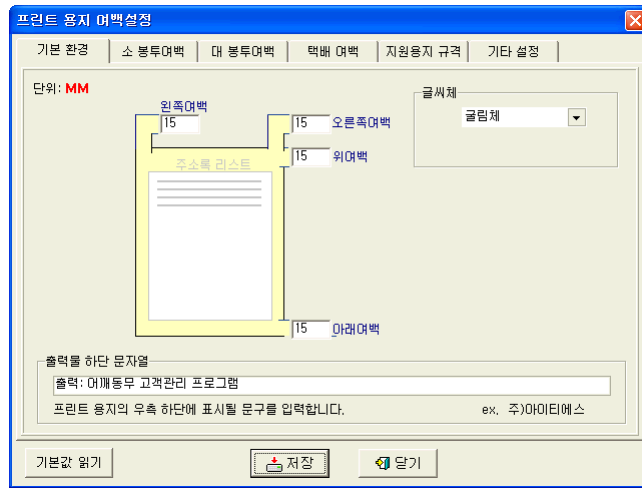 프린트 용지 여백설정
기본 환경 소 봉투여백 대 봉투여백 택배 여백 지원용지 규격 기타 설정
단위: MM
왼쪽여백
15
15 오른쪽여백
15 위여백
글씨체
굴림체
주소록 리스트
15 아래여백
출력물 하단 문자열
출력: 어깨동무 고객관리 프로그램
프린트 용지의 우측 하단에 표시될 문구를 입력합니다. ex. 주)아이티에스
기본값 읽기 저장 닫기